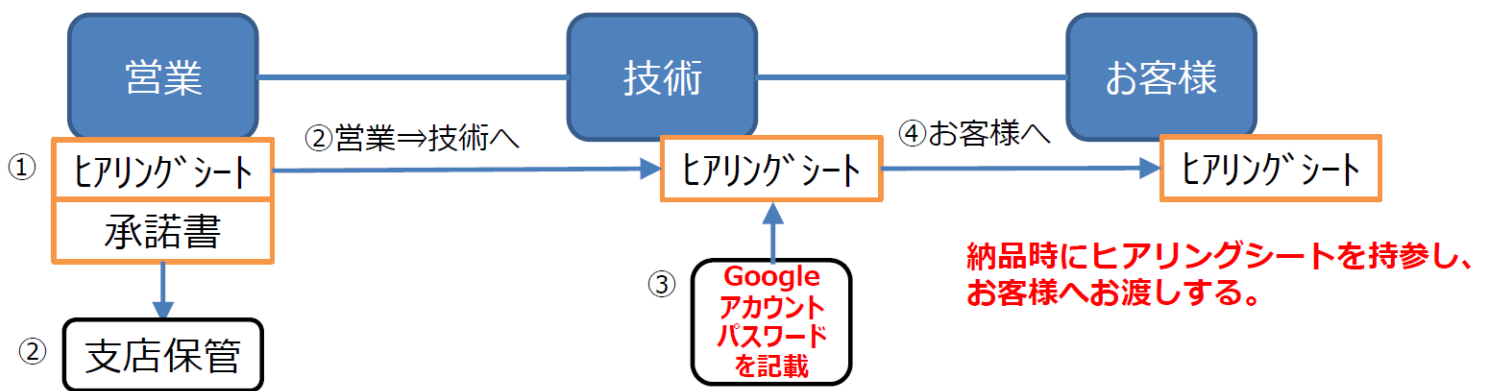 営業
技術
お客様
②営業⇒技術へ
④お客様へ
①
ﾋｱﾘﾝｸﾞｼｰﾄ
ﾋｱﾘﾝｸﾞｼｰﾄ
ﾋｱﾘﾝｸﾞｼｰﾄ
承諾書
③
Google
アカウント
パスワード
を記載
納品時にヒアリングシートを持参し、
お客様へお渡しする。
②
支店保管